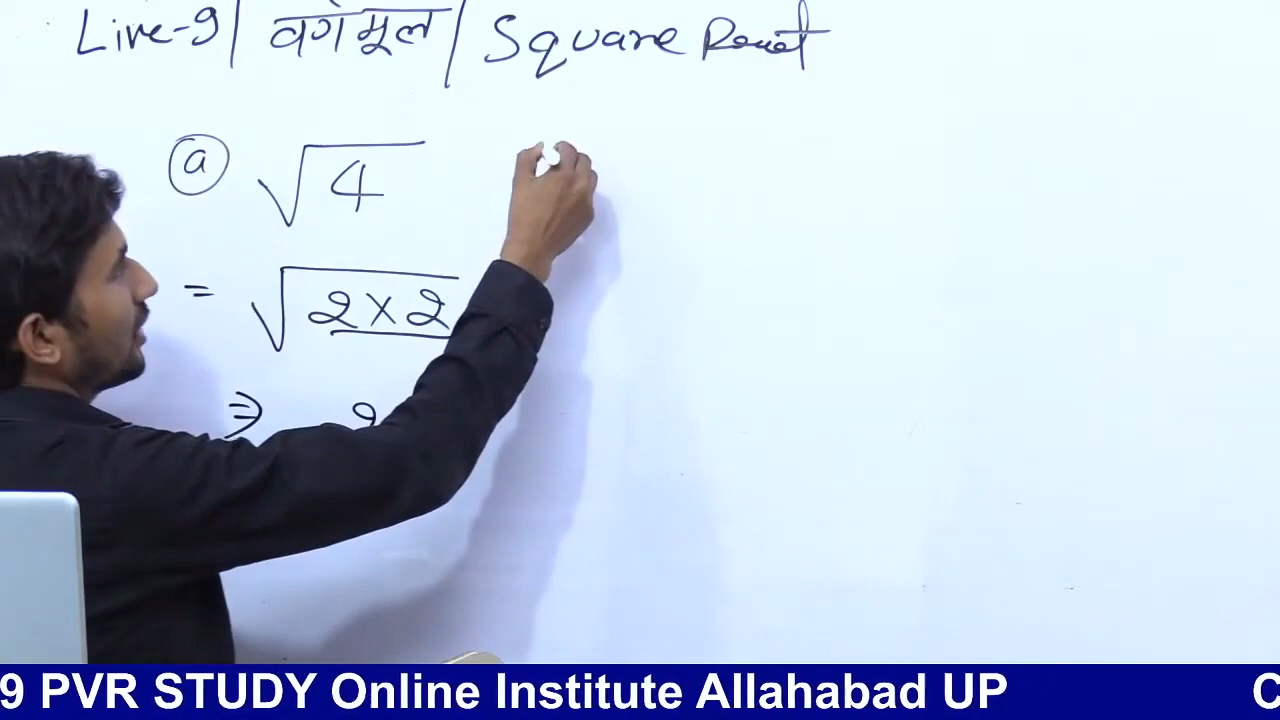 Live-9 | वर्गमूल | Square Root
a √4
= √2×2
⇒ 2
9 PVR STUDY Online Institute Allahabad UP C